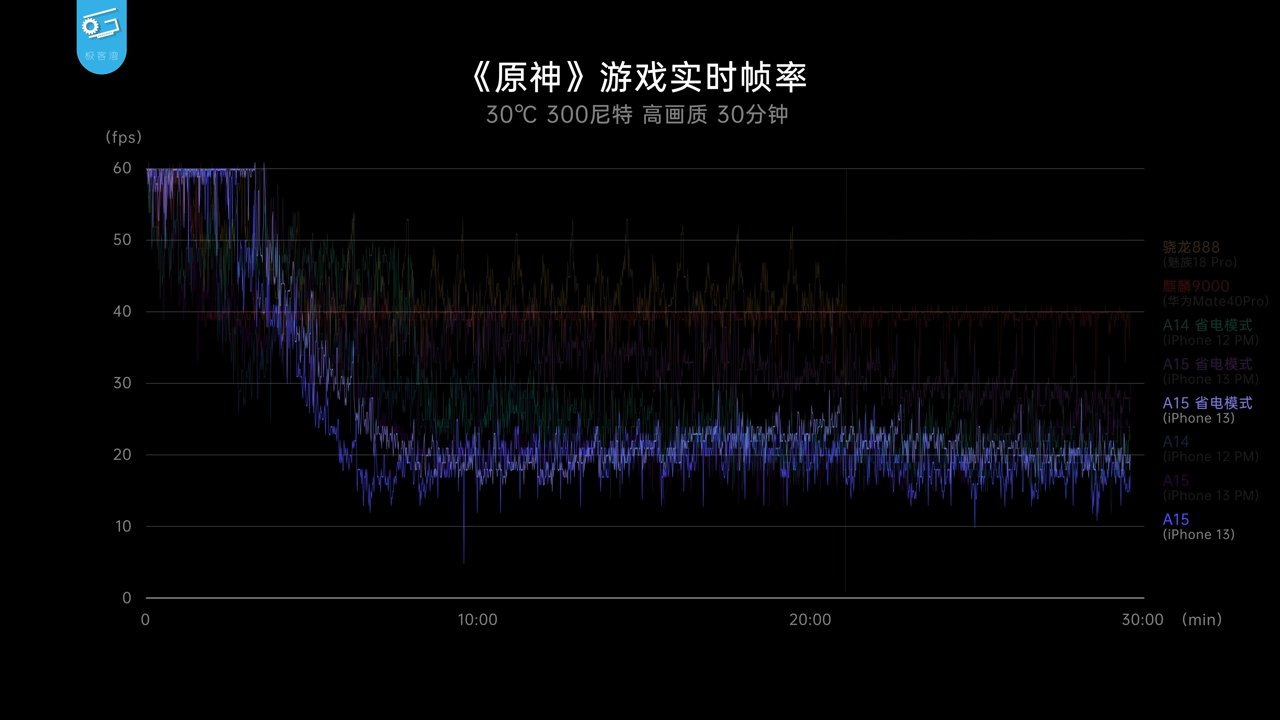 极客湾
《原神》游戏实时帧率
30℃ 300尼特 高画质 30分钟
(fps)
60
50
40
30
20
10
0
0
10:00
20:00
30:00
(min)
骁龙888
(魅族18 Pro)
麒麟9000
(华为Mate40Pro)
A14 省电模式
(iPhone 12 PM)
A15 省电模式
(iPhone 13 PM)
A15 省电模式
(iPhone 13)
A14
(iPhone 12 PM)
A15
(iPhone 13 PM)
A15
(iPhone 13)